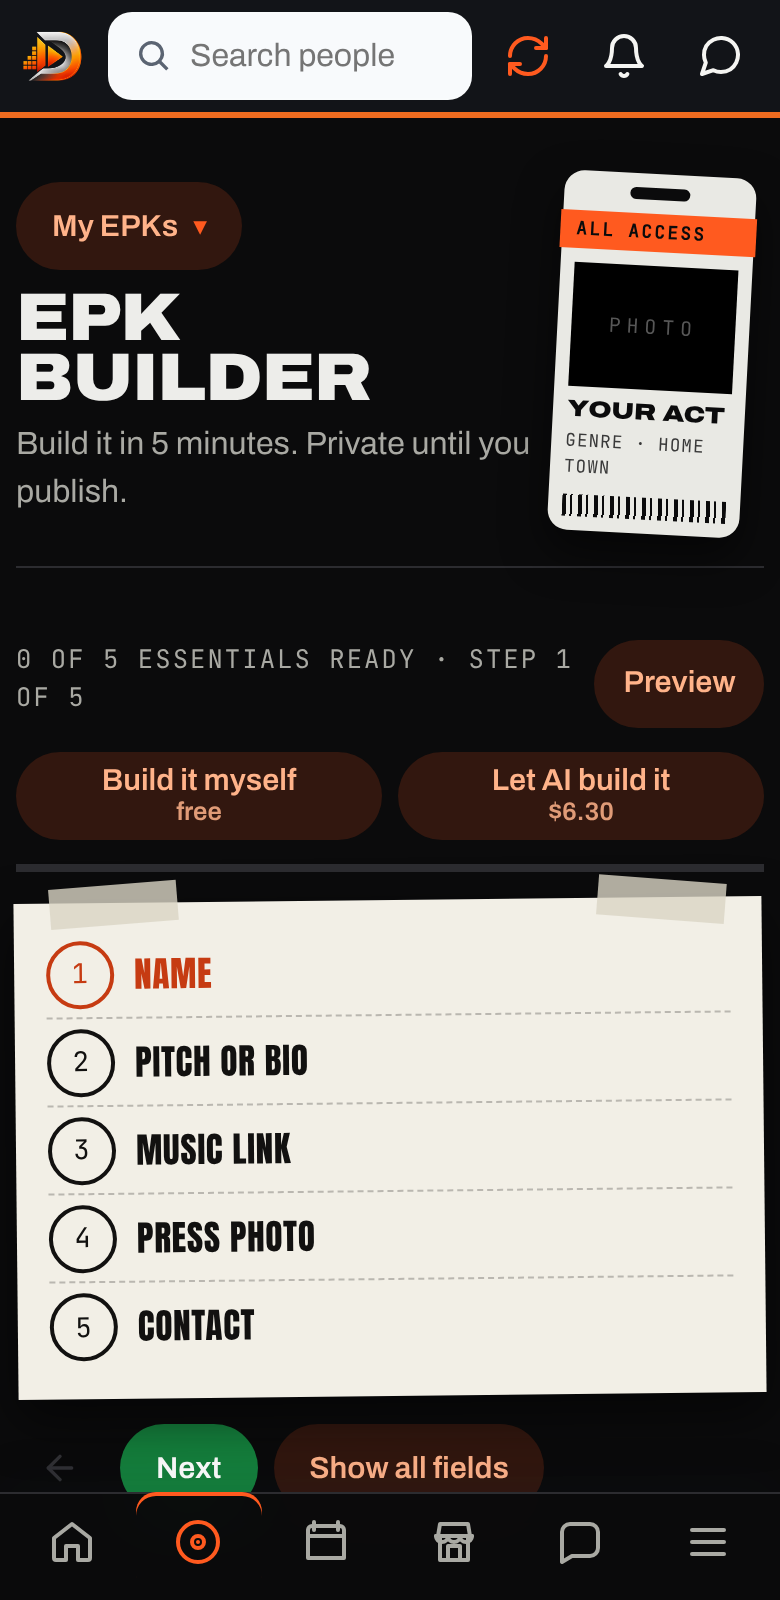 Search people
My EPKs ▼
EPK
BUILDER
Build it in 5 minutes. Private until you
publish.
ALL ACCESS
PHOTO
YOUR ACT
GENRE · HOME
TOWN
0 OF 5 ESSENTIALS READY · STEP 1
OF 5
Preview
Build it myself
free
Let AI build it
$6.30
1 NAME
2 PITCH OR BIO
3 MUSIC LINK
4 PRESS PHOTO
5 CONTACT
Next
Show all fields